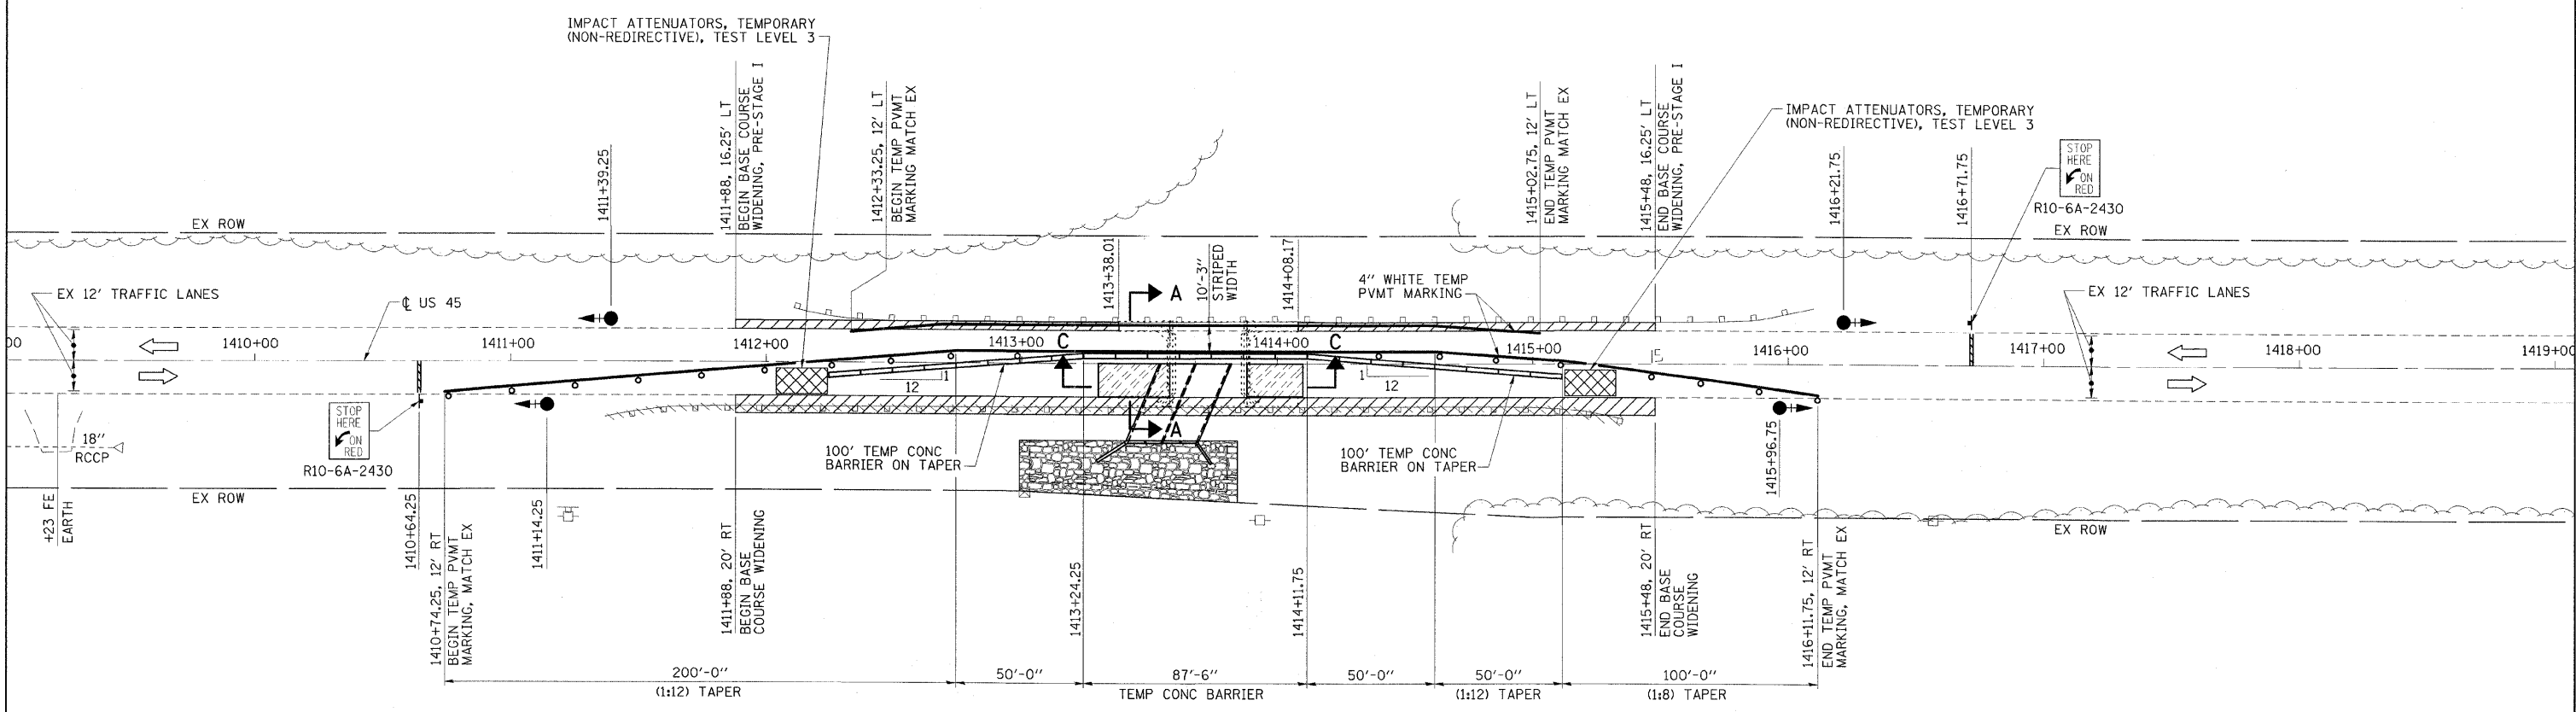 IMPACT ATTENUATORS, TEMPORARY
(NON-REDIRECTIVE), TEST LEVEL 3
1411+39.25
1411+88, 16.25' LT
BEGIN BASE COURSE
WIDENING, PRE-STAGE I
1412+33.25, 12' LT
BEGIN TEMP PVMT
MARKING MATCH EX
1413+38.01
10'-3"
STRIPED
WIDTH
1414+08.17
4" WHITE TEMP
PVMT MARKING
1415+02.75, 12' LT
END TEMP PVMT
MARKING MATCH EX
1415+48, 16.25' LT
END BASE COURSE
WIDENING, PRE-STAGE I
IMPACT ATTENUATORS, TEMPORARY
(NON-REDIRECTIVE), TEST LEVEL 3
1416+21.75
1416+71.75
STOP
HERE
ON
RED
R10-6A-2430
EX ROW
EX ROW
EX 12' TRAFFIC LANES
℄ US 45
A
EX 12' TRAFFIC LANES
00
1410+00
1411+00
1412+00
1413+00
C
1414+00
C
1415+00
15
1416+00
1417+00
1418+00
1419+00
12
1
1
12
STOP
HERE
ON
RED
R10-6A-2430
18"
RCCP
A
100' TEMP CONC
BARRIER ON TAPER
100' TEMP CONC
BARRIER ON TAPER
EX ROW
EX ROW
+23 FE
EARTH
1410+64.25
1410+74.25, 12' RT
BEGIN TEMP PVMT
MARKING, MATCH EX
1411+14.25
1411+88, 20' RT
BEGIN BASE
COURSE WIDENING
1413+24.25
1414+11.75
1415+48, 20' RT
END BASE
COURSE
WIDENING
1415+96.75
1416+11.75, 12' RT
END TEMP PVMT
MARKING, MATCH EX
200'-0"
(1:12) TAPER
50'-0"
87'-6"
TEMP CONC BARRIER
50'-0"
50'-0"
(1:12) TAPER
100'-0"
(1:8) TAPER